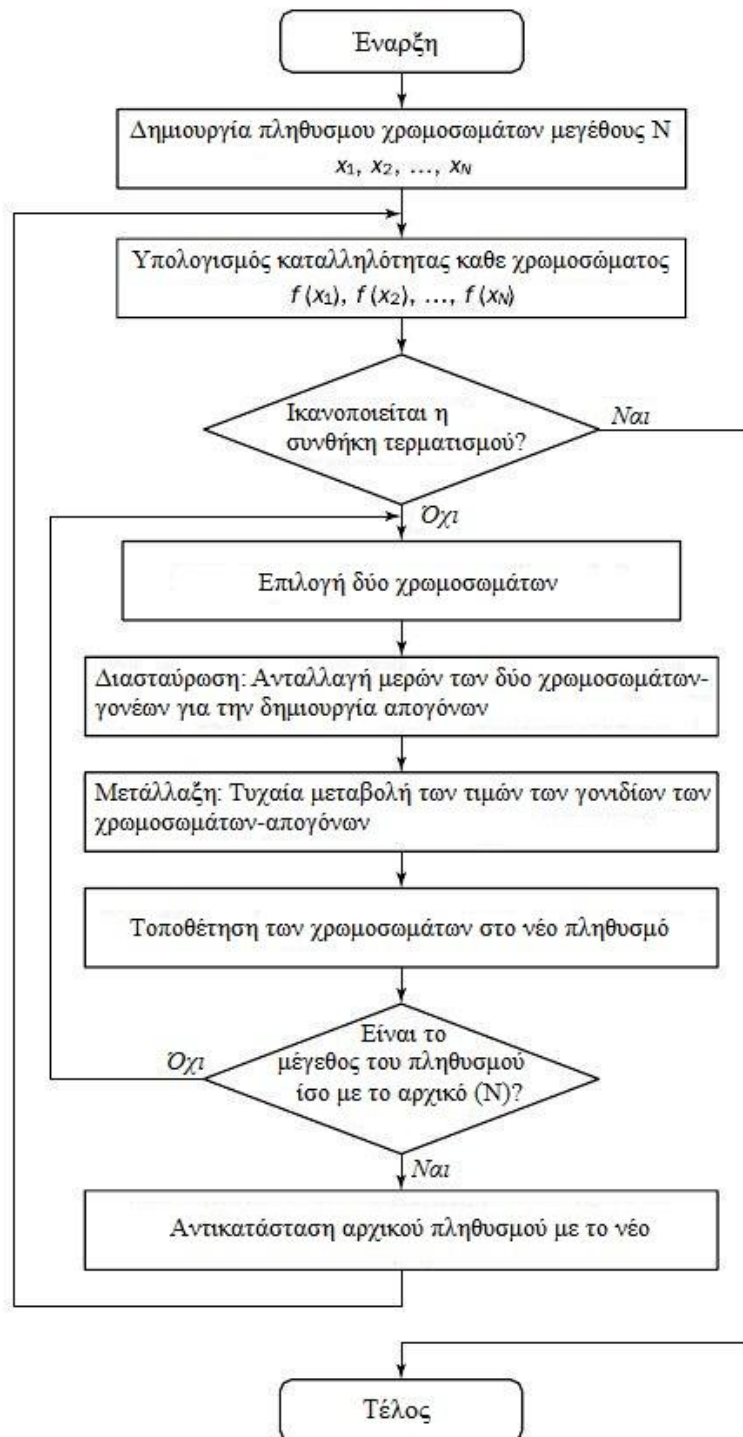 Έναρξη
Δημιουργία πληθυσμου χρωμοσωμάτων μεγέθους N
x₁, x₂, ..., x_N
Υπολογισμός καταλληλότητας καθε χρωμοσώματος
f (x₁), f (x₂), ..., f (x_N)
Ικανοποιείται η
συνθήκη τερματισμού?
Ναι
Όχι
Επιλογή δύο χρωμοσωμάτων
Διασταύρωση: Ανταλλαγή μερών των δύο χρωμοσωμάτων-
γονέων για την δημιουργία απογόνων
Μετάλλαξη: Τυχαία μεταβολή των τιμών των γονιδίων των
χρωμοσωμάτων-απογόνων
Τοποθέτηση των χρωμοσωμάτων στο νέο πληθυσμό
Είναι το
μέγεθος του πληθυσμού
ίσο με το αρχικό (N)?
Όχι
Ναι
Αντικατάσταση αρχικού πληθυσμού με το νέο
Τέλος